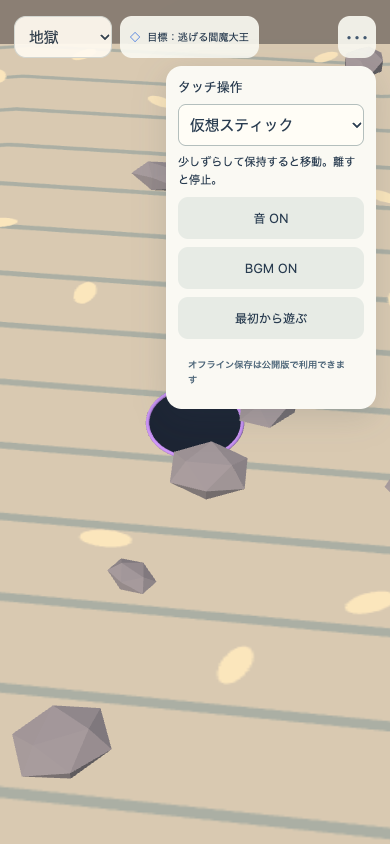 地獄
目標：逃げる閻魔大王
…
タッチ操作
仮想スティック
少しずらして保持すると移動。離す
と停止。
音 ON
BGM ON
最初から遊ぶ
オフライン保存は公開版で利用できま
す